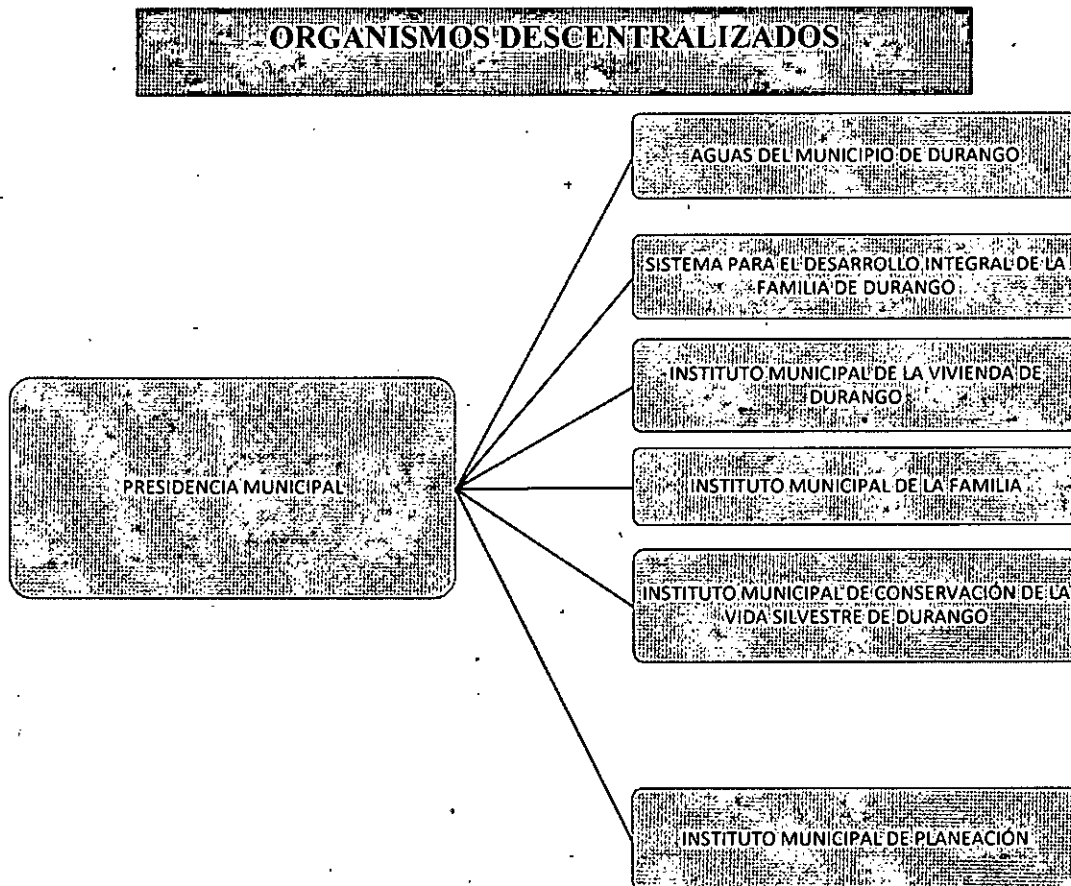 ORGANISMOS DESCENTRALIZADOS
AGUAS DEL MUNICIPIO DE DURANGO
SISTEMA PARA EL DESARROLLO INTEGRAL DE LA
FAMILIA DE DURANGO
INSTITUTO MUNICIPAL DE LA VIVIENDA DE
DURANGO
PRESIDENCIA MUNICIPAL
INSTITUTO MUNICIPAL DE LA FAMILIA
INSTITUTO MUNICIPAL DE CONSERVACIÓN DE LA
VIDA SILVESTRE DE DURANGO
INSTITUTO MUNICIPAL DE PLANEACIÓN